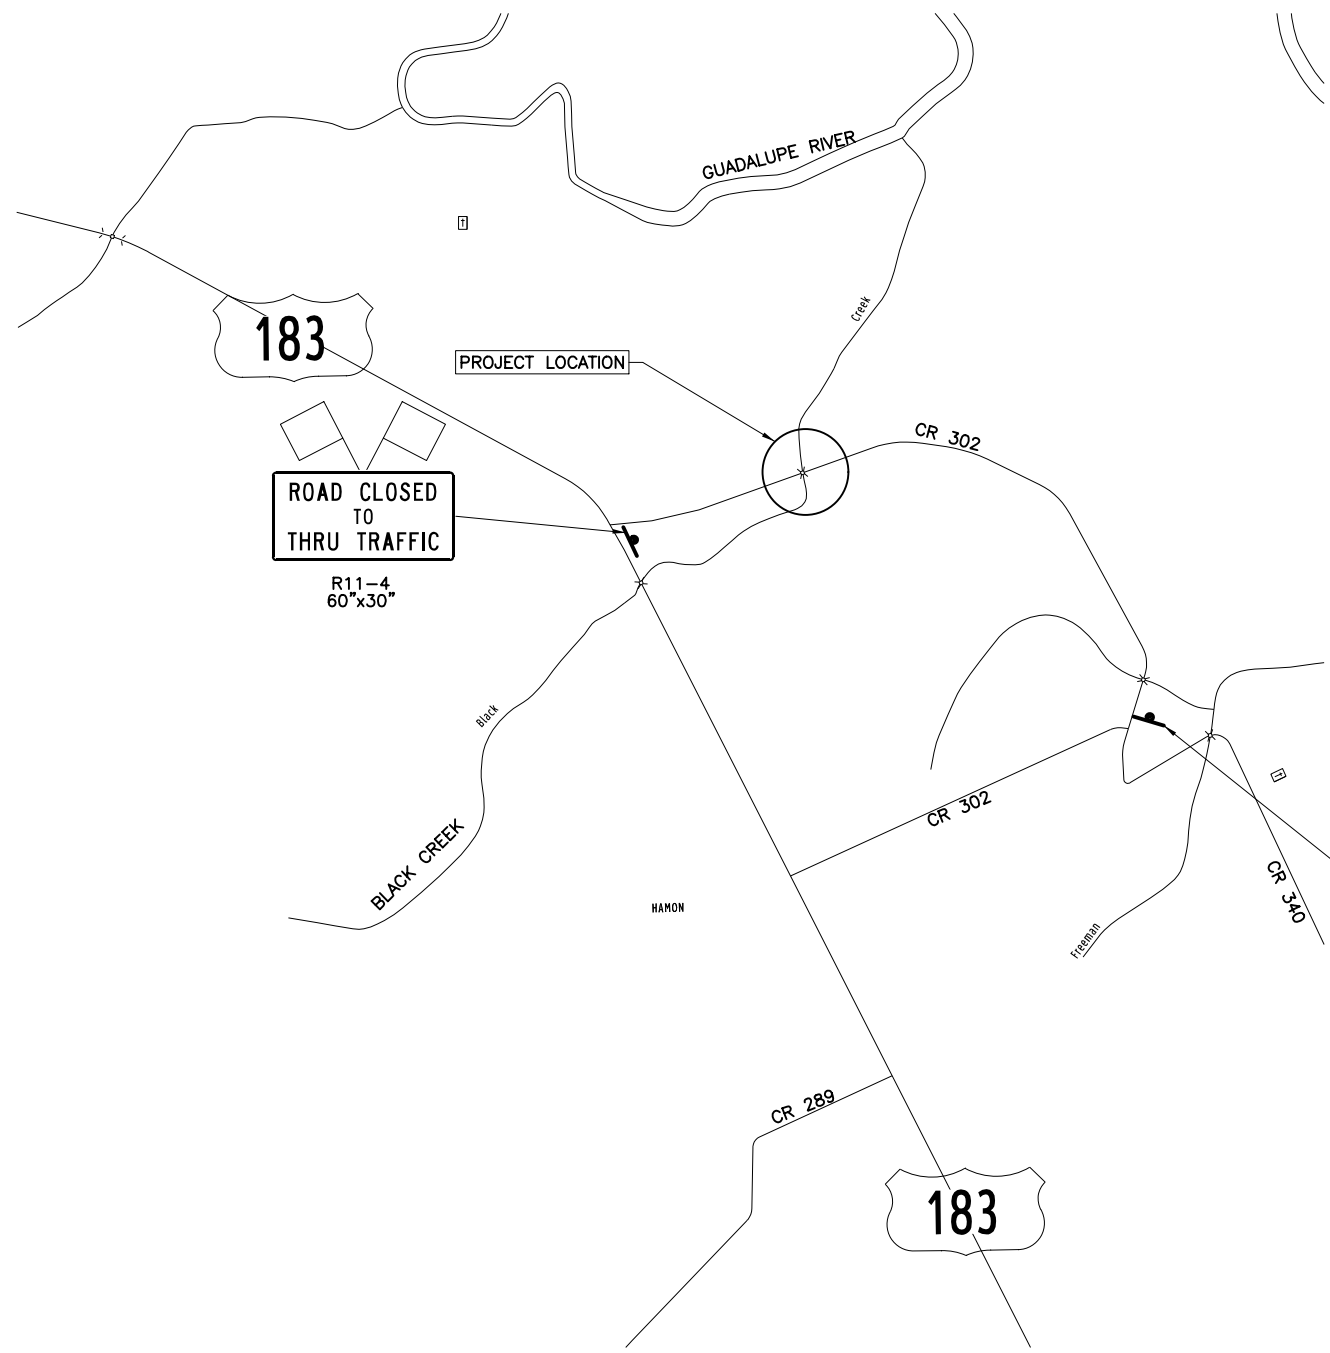 GUADALUPE RIVER
Creek
183
PROJECT LOCATION
CR 302
ROAD CLOSED
TO
THRU TRAFFIC
R11-4
60"x30"
Black
CR 302
BLACK CREEK
CR 340
HAMON
Freeman
CR 289
183